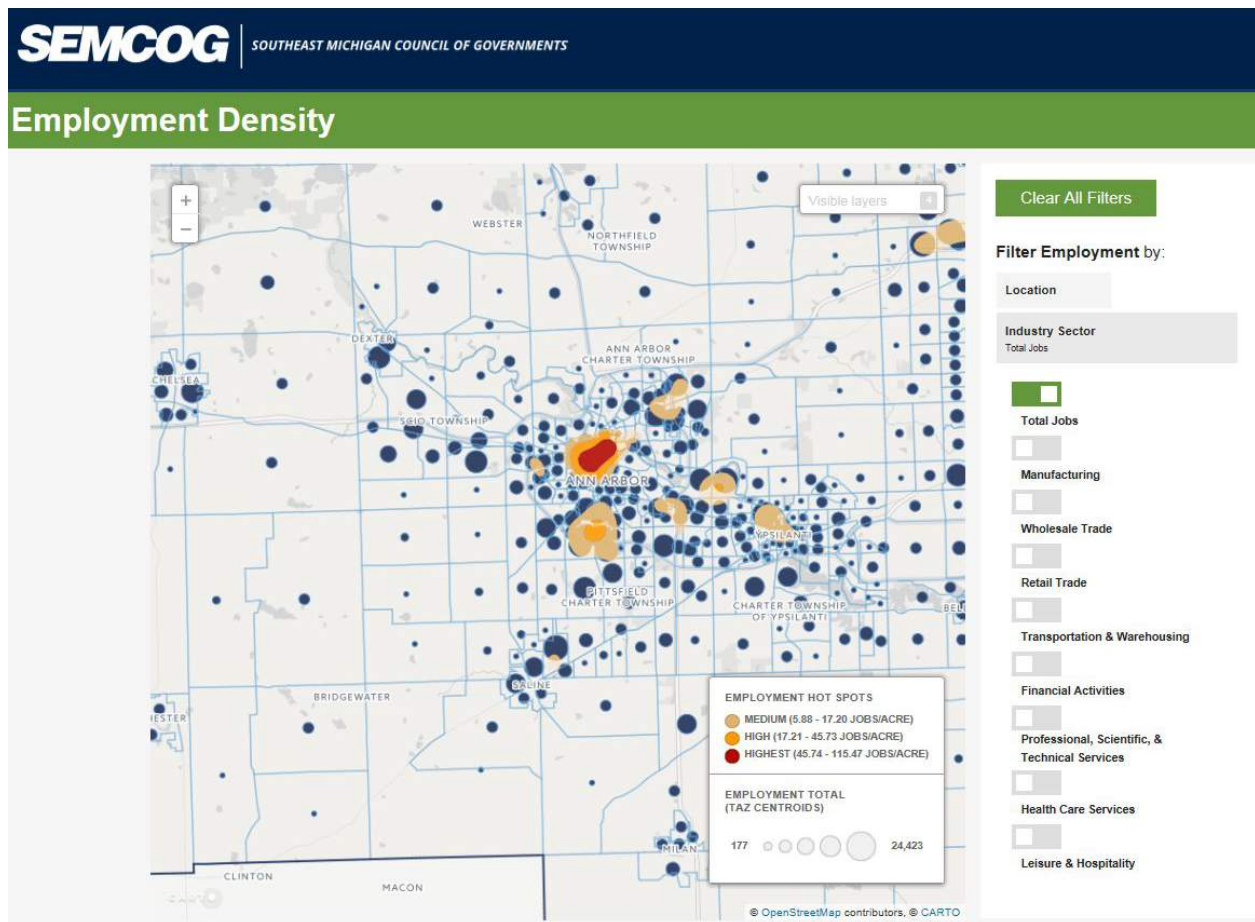 SEMCOG
SOUTHEAST MICHIGAN COUNCIL OF GOVERNMENTS
Employment Density
+
−
Visible layers
WEBSTER
NORTHFIELD
TOWNSHIP
DEXTER
ANN ARBOR
CHARTER TOWNSHIP
CHELSEA
SCIO TOWNSHIP
ANN ARBOR
YPSILANTI
PITTSFIELD
CHARTER TOWNSHIP
CHARTER TOWNSHIP
OF YPSILANTI
BEL
SALINE
BRIDGEWATER
HESTER
MILAN
CLINTON
MACON
CARTO
EMPLOYMENT HOT SPOTS
MEDIUM (5.88 - 17.20 JOBS/ACRE)
HIGH (17.21 - 45.73 JOBS/ACRE)
HIGHEST (45.74 - 115.47 JOBS/ACRE)
EMPLOYMENT TOTAL
(TAZ CENTROIDS)
177 24,423
© OpenStreetMap contributors, © CARTO
Clear All Filters
Filter Employment by:
Location
Industry Sector
Total Jobs
Total Jobs
Manufacturing
Wholesale Trade
Retail Trade
Transportation & Warehousing
Financial Activities
Professional, Scientific, &
Technical Services
Health Care Services
Leisure & Hospitality